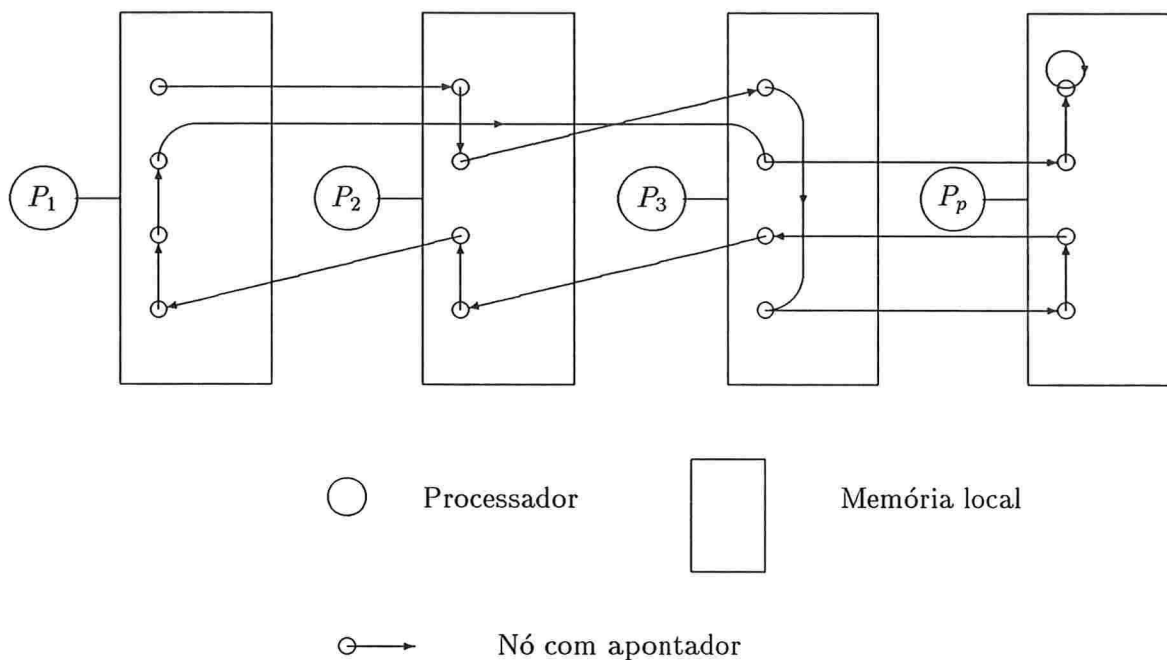 P₁ P₂ P₃ Pₚ
Processador
Memória local
Nó com apontador